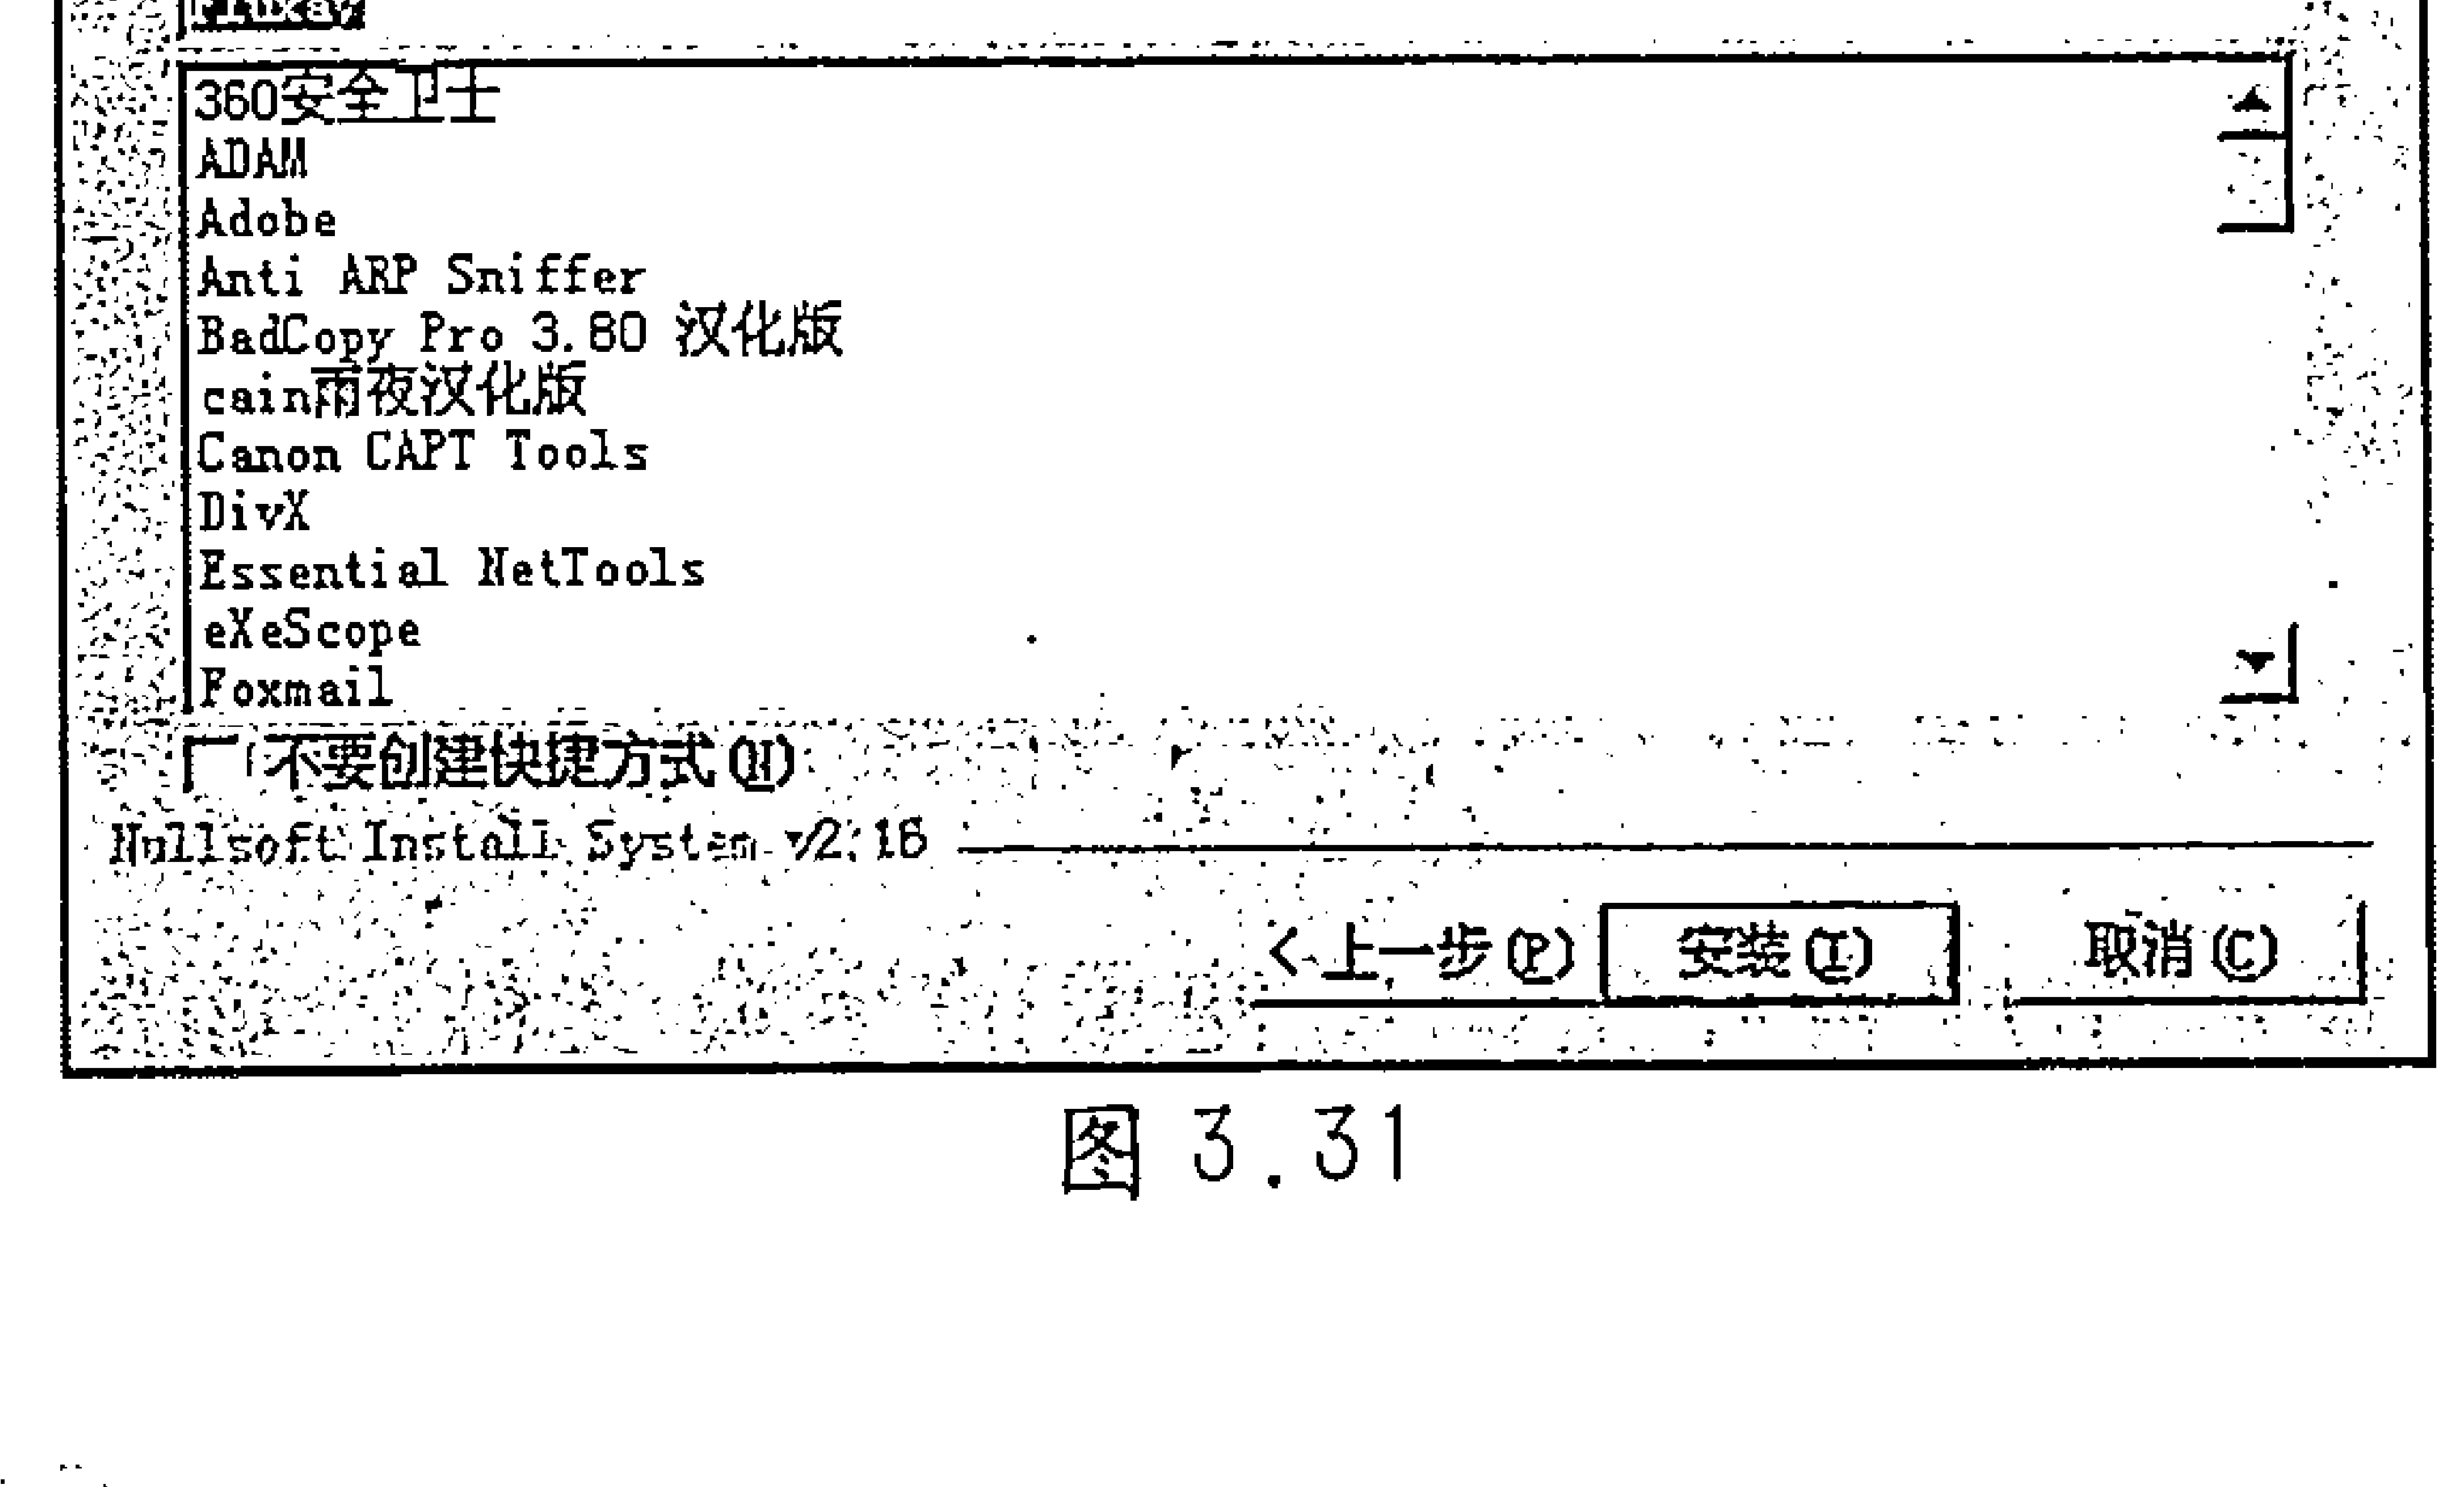 360安全卫士
ADAM
Adobe
Anti ARP Sniffer
BadCopy Pro 3.80 汉化版
cain雨夜汉化版
Canon CAPT Tools
DivX
Essential NetTools
eXeScope
Foxmail
不要创建快捷方式(N)
Nullsoft Install System v2.16
<上一步(P) 安装(I) 取消(C)
图 3.31